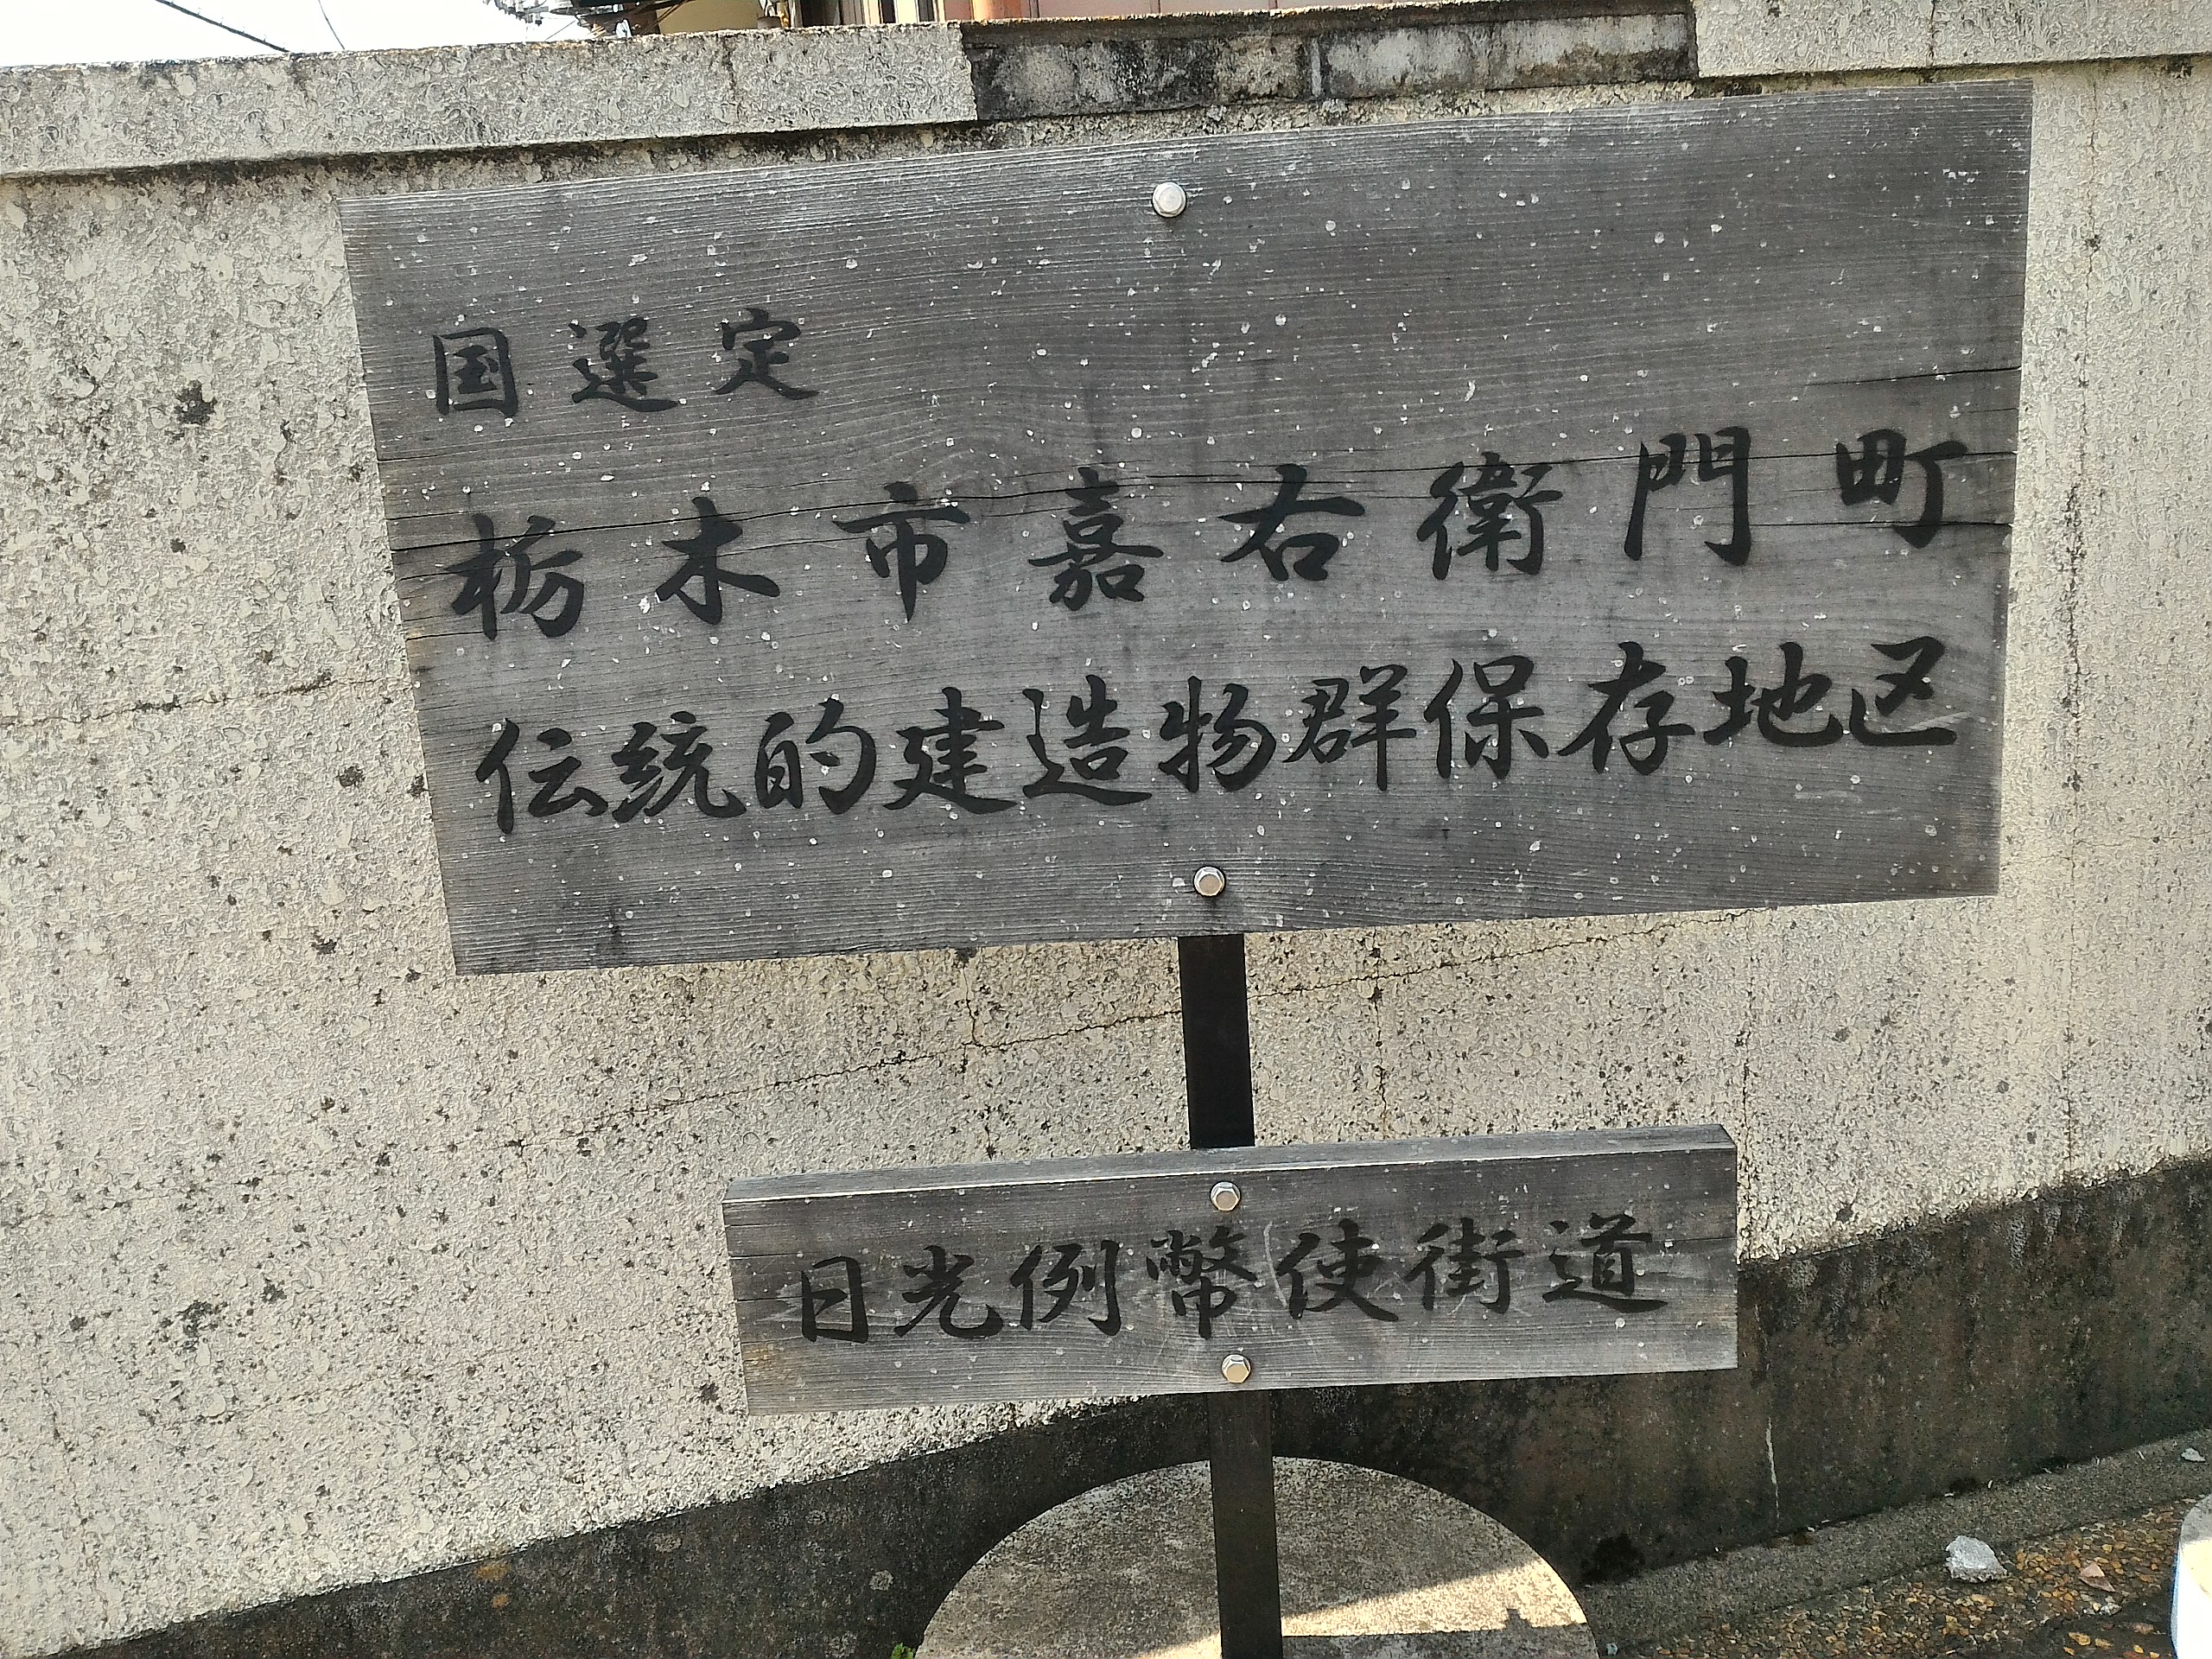 国選定
栃木市嘉右衛門町
伝統的建造物群保存地区
日光例幣使街道